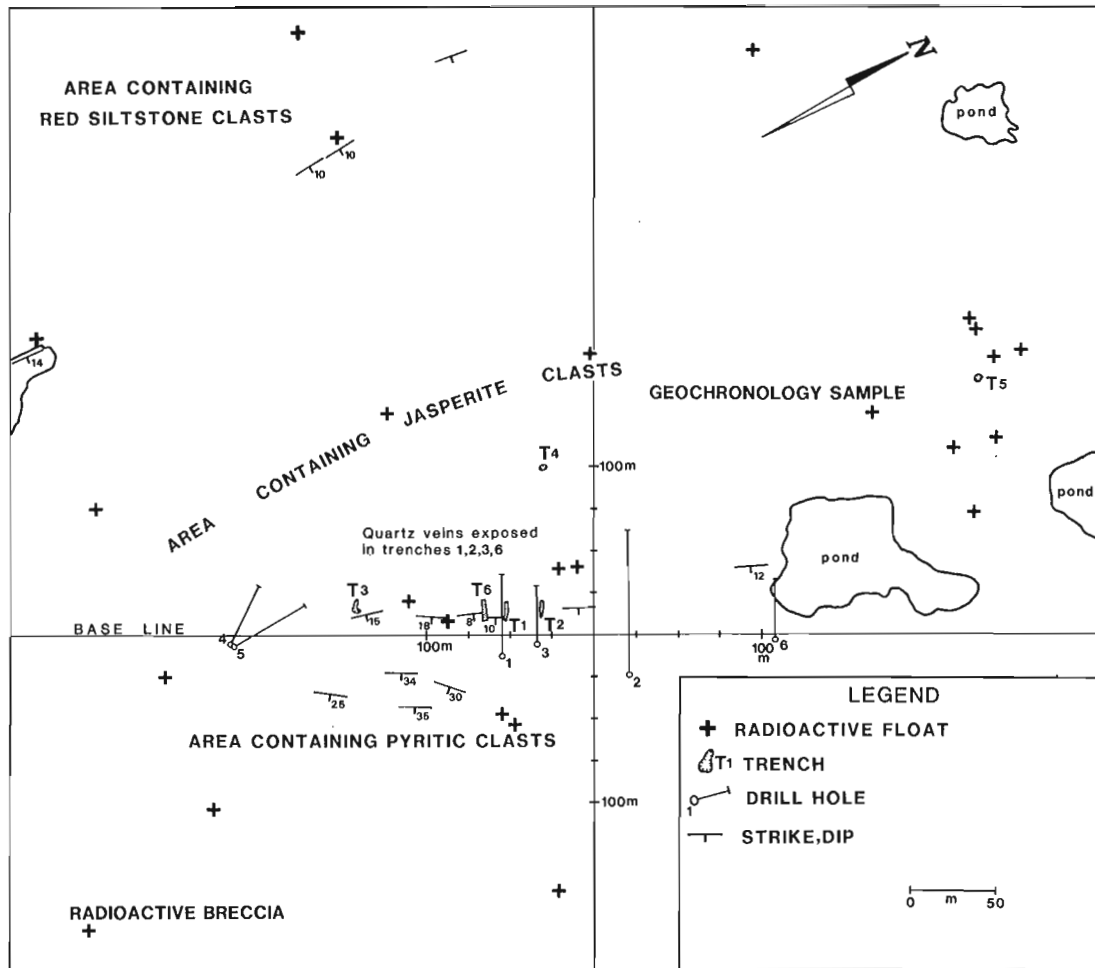 N
AREA CONTAINING
RED SILTSTONE CLASTS
pond
10
10
14
AREA CONTAINING JASPERITE CLASTS
GEOCHRONOLOGY SAMPLE
T5
T4
100m
pond
Quartz veins exposed
in trenches 1,2,3,6
pond
12
T3
T6
15
18
8
10
T1
T2
BASE LINE
4
5
100m
1
3
2
100
m
6
34
30
25
35
AREA CONTAINING PYRITIC CLASTS
100m
RADIOACTIVE BRECCIA
LEGEND
RADIOACTIVE FLOAT
T1 TRENCH
1 DRILL HOLE
STRIKE,DIP
0 m 50